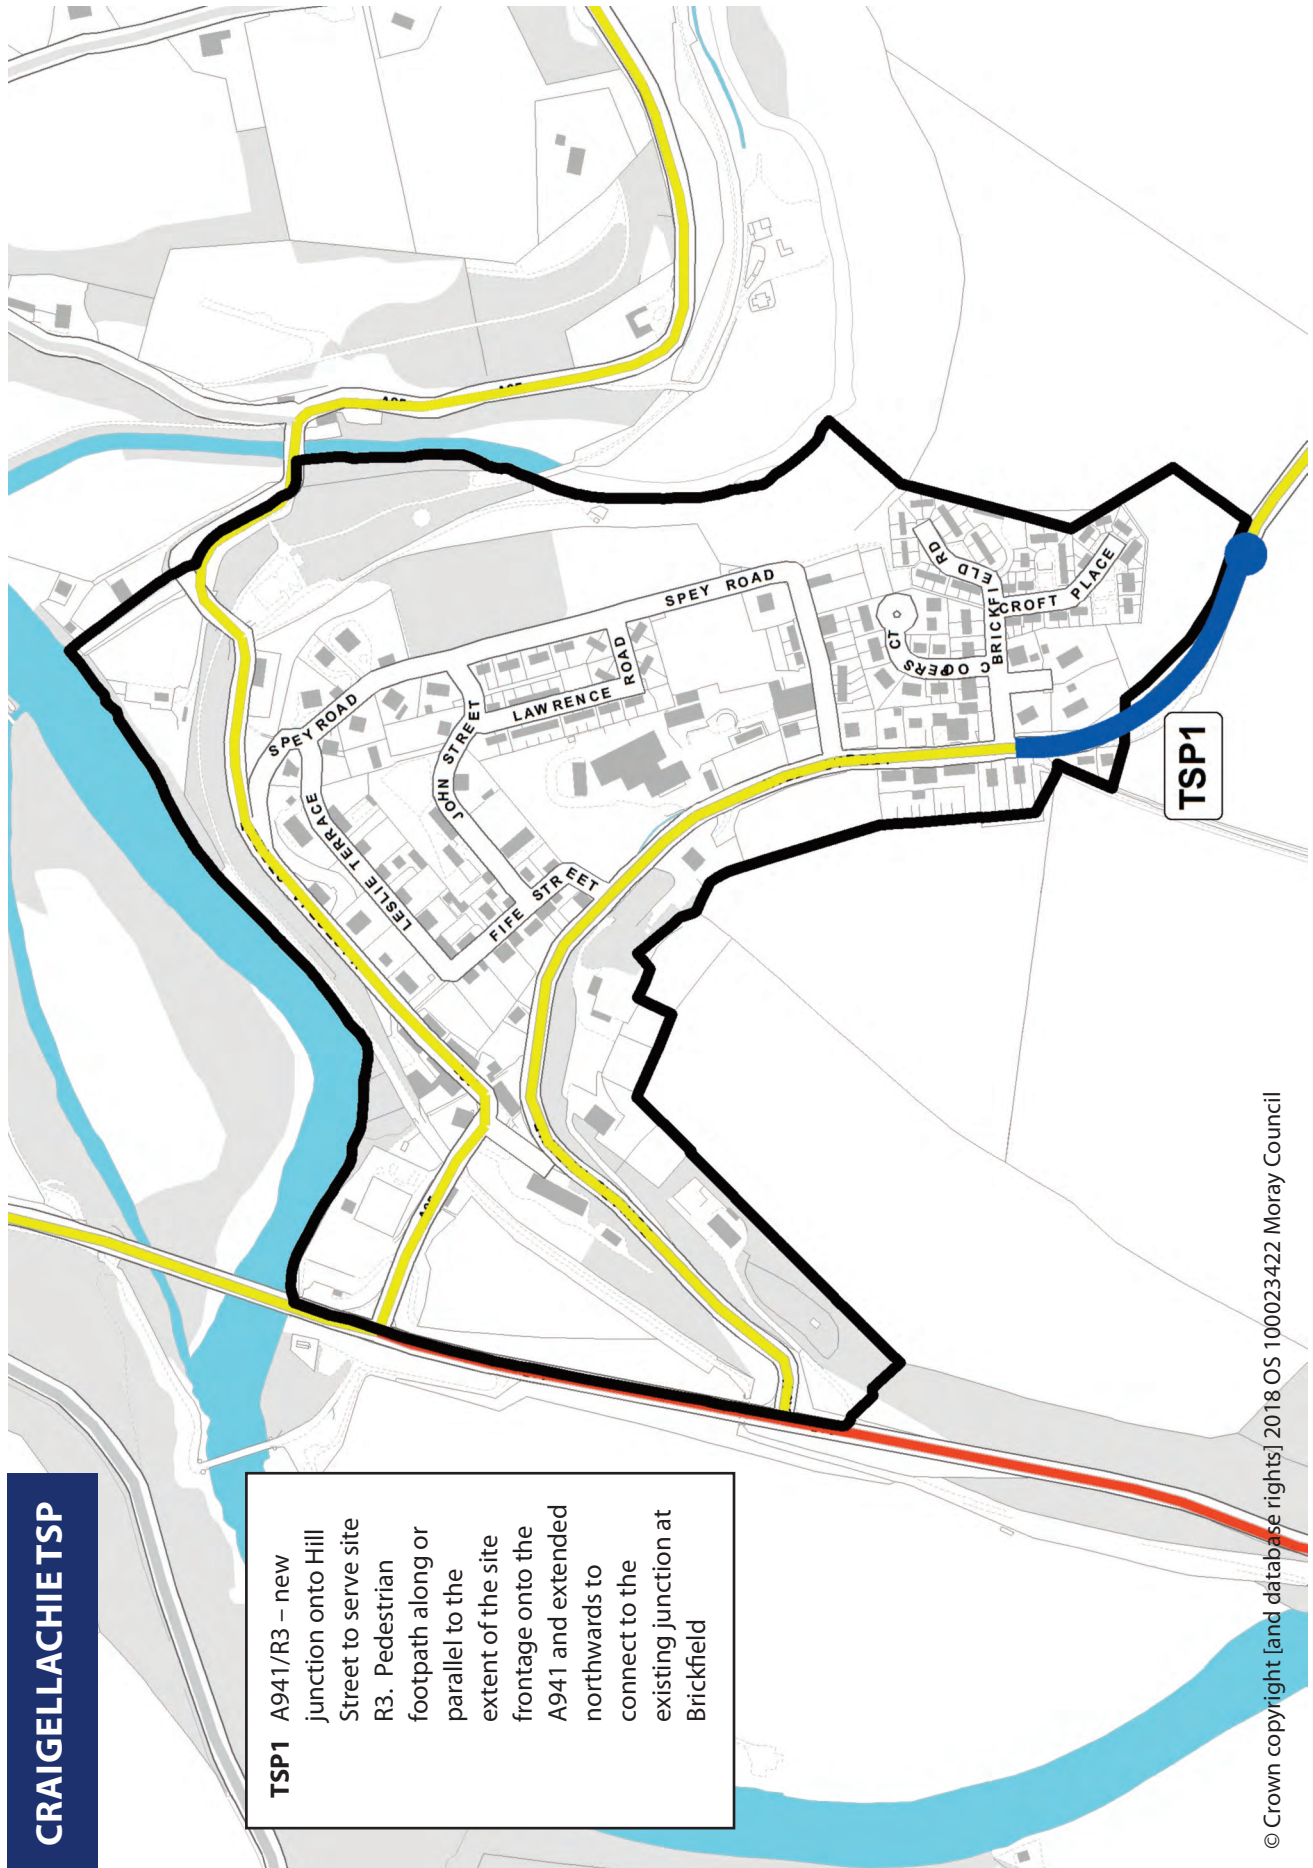 CRAIGELLACHIE TSP
TSP1 A941/R3 – new
junction onto Hill
Street to serve site
R3. Pedestrian
footpath along or
parallel to the
extent of the site
frontage onto the
A941 and extended
northwards to
connect to the
existing junction at
Brickfield
SPEY ROAD
LESLIE TERRACE
JOHN STREET
FIFE STREET
LAWRENCE
ROAD
SPEY ROAD
COOPERS CT
BRICKFIELD RD
CROFT PLACE
TSP1
© Crown copyright [and database rights] 2018 OS 100023422 Moray Council